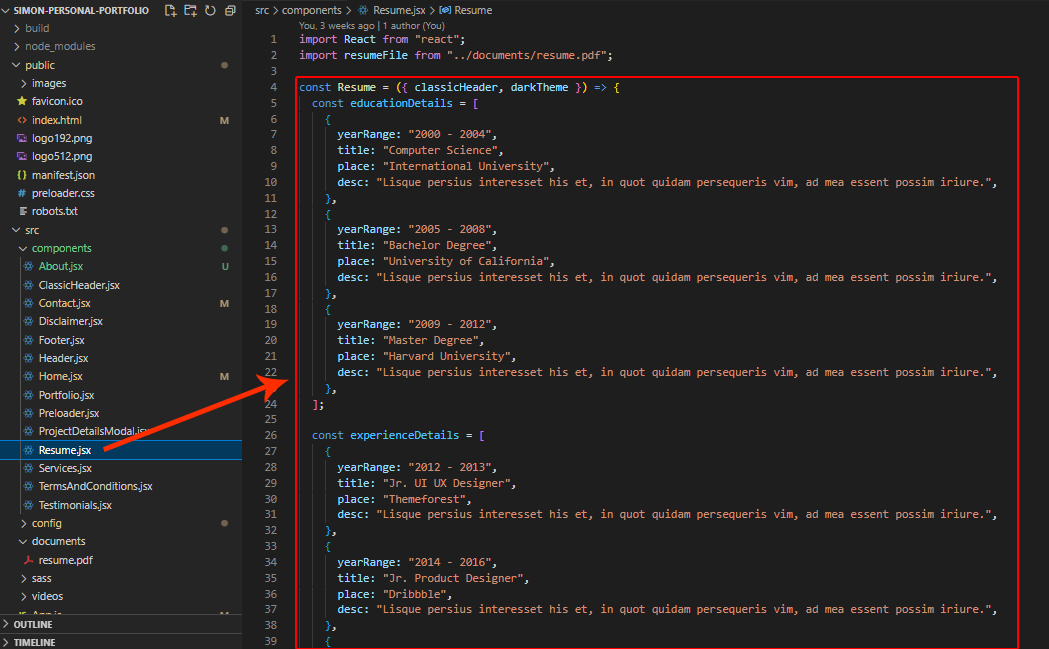 SIMON-PERSONAL-PORTFOLIO
build
node_modules
public
images
favicon.ico
index.html M
logo192.png
logo512.png
manifest.json
preloader.css
robots.txt
src
components
About.jsx U
ClassicHeader.jsx
Contact.jsx M
Disclaimer.jsx
Footer.jsx
Header.jsx
Home.jsx M
Portfolio.jsx
Preloader.jsx
ProjectDetailsModal.jsx
Resume.jsx
Services.jsx
TermsAndConditions.jsx
Testimonials.jsx
config
documents
resume.pdf
sass
videos
OUTLINE
TIMELINE
src > components > Resume.jsx > Resume
You, 3 weeks ago | 1 author (You)
1 import React from "react";
2 import resumeFile from "../documents/resume.pdf";
3
4 const Resume = ({ classicHeader, darkTheme }) => {
5 const educationDetails = [
6 {
7 yearRange: "2000 - 2004",
8 title: "Computer Science",
9 place: "International University",
10 desc: "Lisque persius interesset his et, in quot quidam persequeris vim, ad mea essent possim iriure.",
11 },
12 {
13 yearRange: "2005 - 2008",
14 title: "Bachelor Degree",
15 place: "University of California",
16 desc: "Lisque persius interesset his et, in quot quidam persequeris vim, ad mea essent possim iriure.",
17 },
18 {
19 yearRange: "2009 - 2012",
20 title: "Master Degree",
21 place: "Harvard University",
22 desc: "Lisque persius interesset his et, in quot quidam persequeris vim, ad mea essent possim iriure.",
},
24 ];
25
26 const experienceDetails = [
27 {
28 yearRange: "2012 - 2013",
29 title: "Jr. UI UX Designer",
30 place: "Themeforest",
31 desc: "Lisque persius interesset his et, in quot quidam persequeris vim, ad mea essent possim iriure.",
32 },
33 {
34 yearRange: "2014 - 2016",
35 title: "Jr. Product Designer",
36 place: "Dribbble",
37 desc: "Lisque persius interesset his et, in quot quidam persequeris vim, ad mea essent possim iriure.",
38 },
39 {